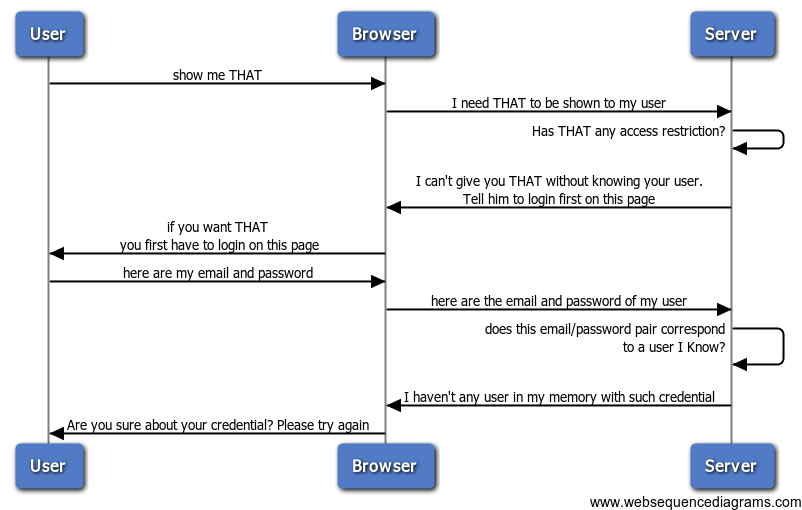 User
Browser
Server
show me THAT
I need THAT to be shown to my user
Has THAT any access restriction?
I can't give you THAT without knowing your user.
Tell him to login first on this page
if you want THAT
you first have to login on this page
here are my email and password
here are the email and password of my user
does this email/password pair correspond
to a user I Know?
I haven't any user in my memory with such credential
Are you sure about your credential? Please try again
User
Browser
Server
www.websequencediagrams.com